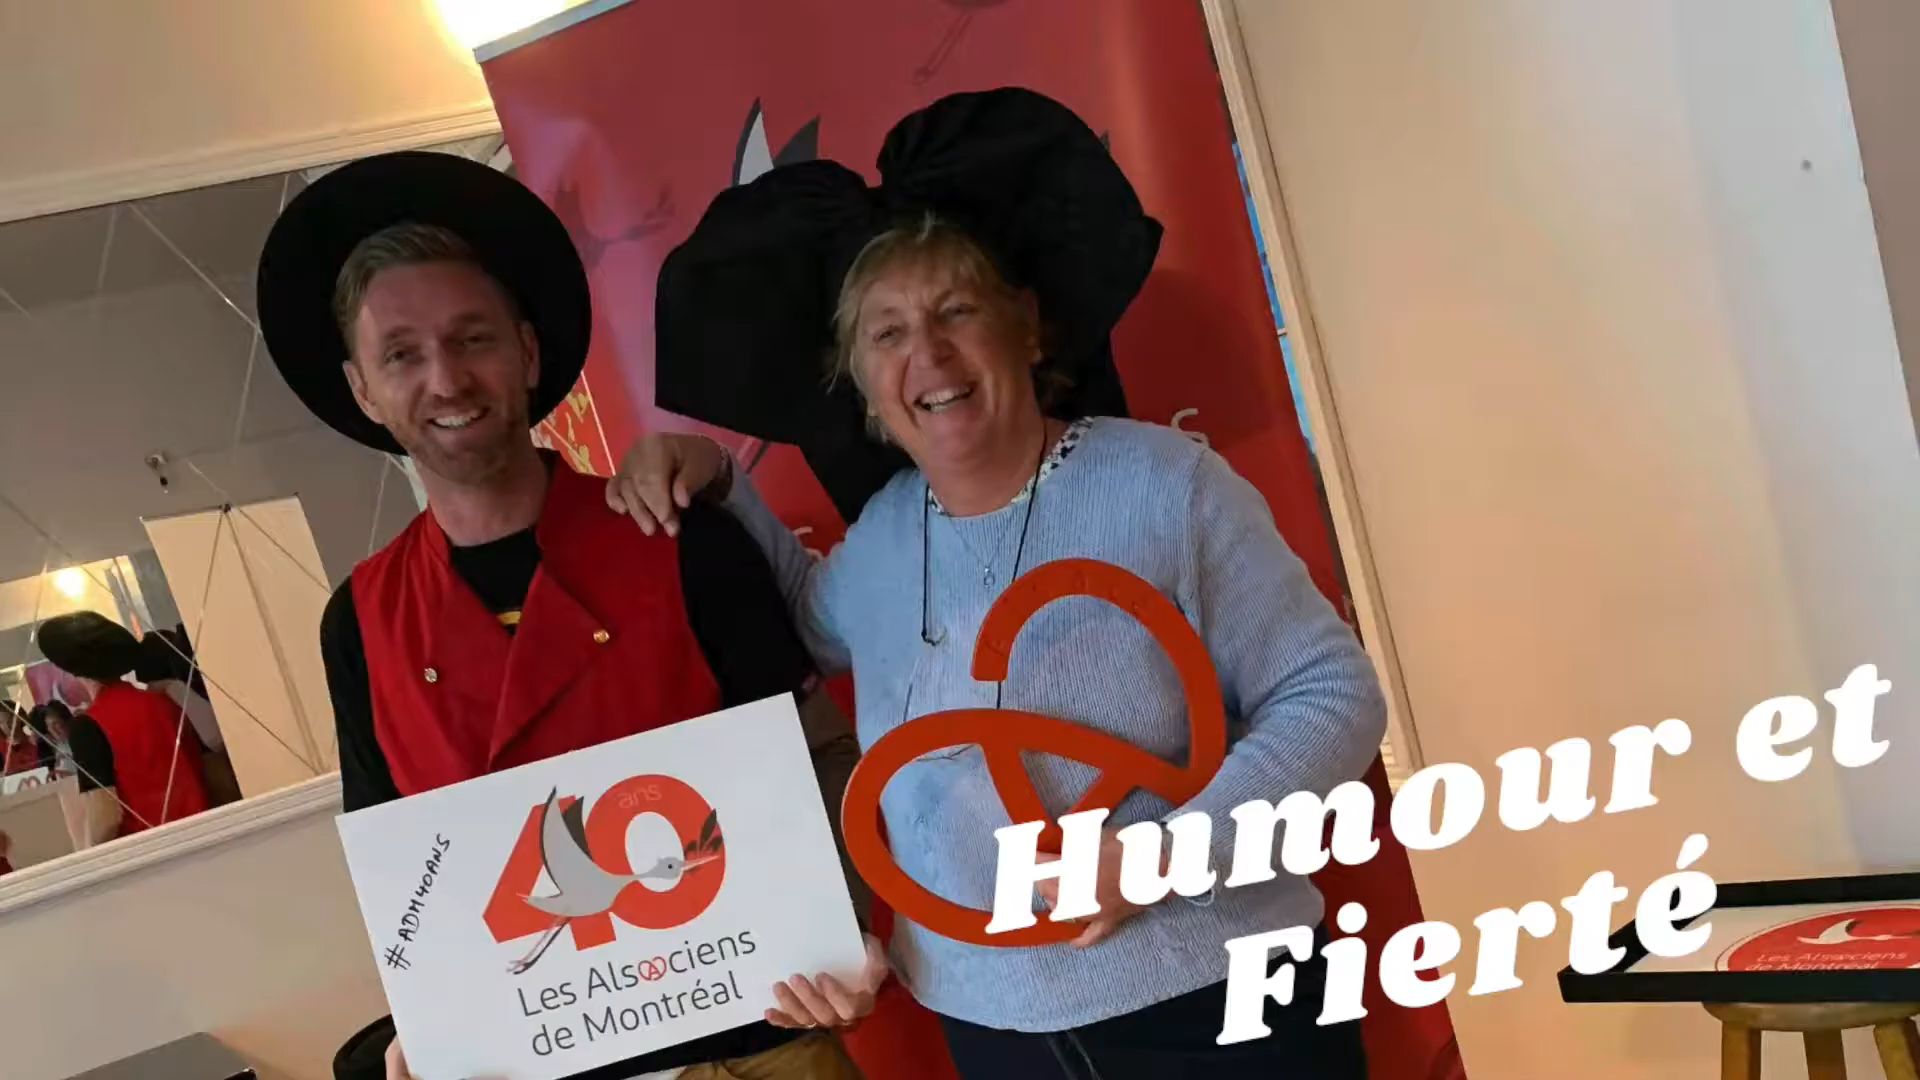 ans
40
Les Alsaciens
de Montréal
#ADM40ANS
Humour et
Fierté
Les Alsaciens
de Montréal